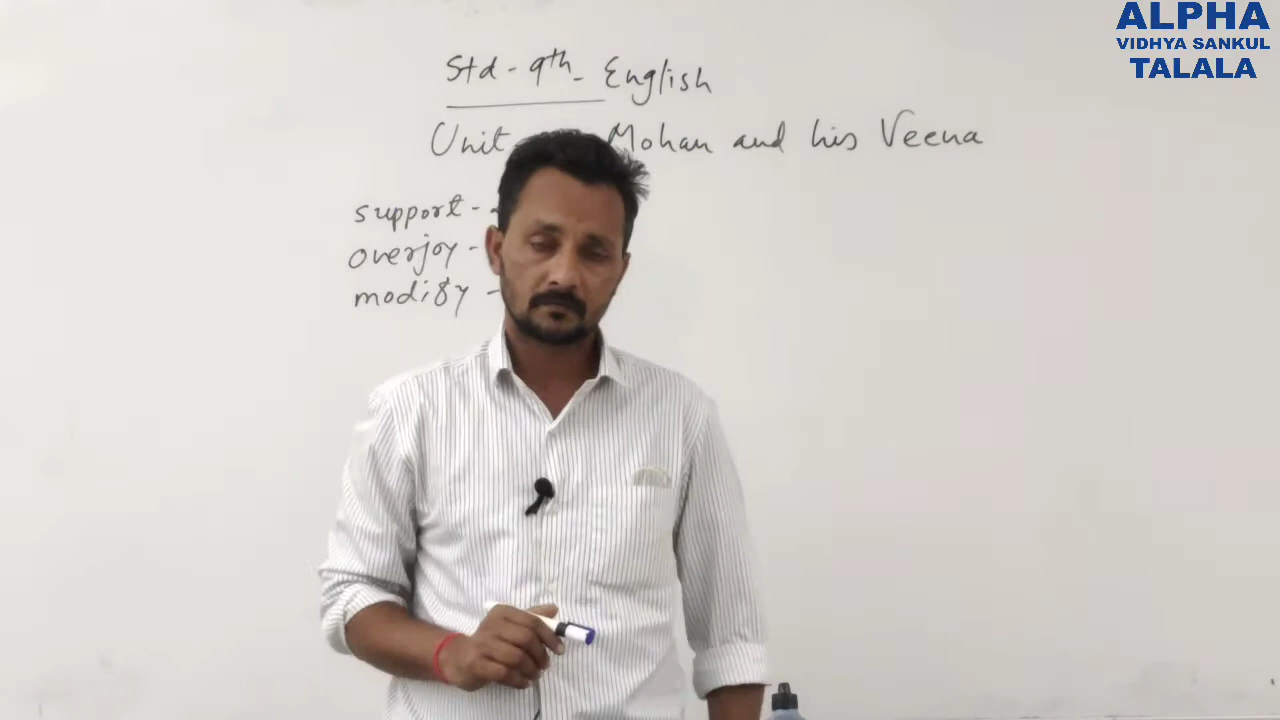 ALPHA
VIDHYA SANKUL
TALALA
Std - 9th - English
Unit Mohan and his Veena
support -
overjoy -
modify -